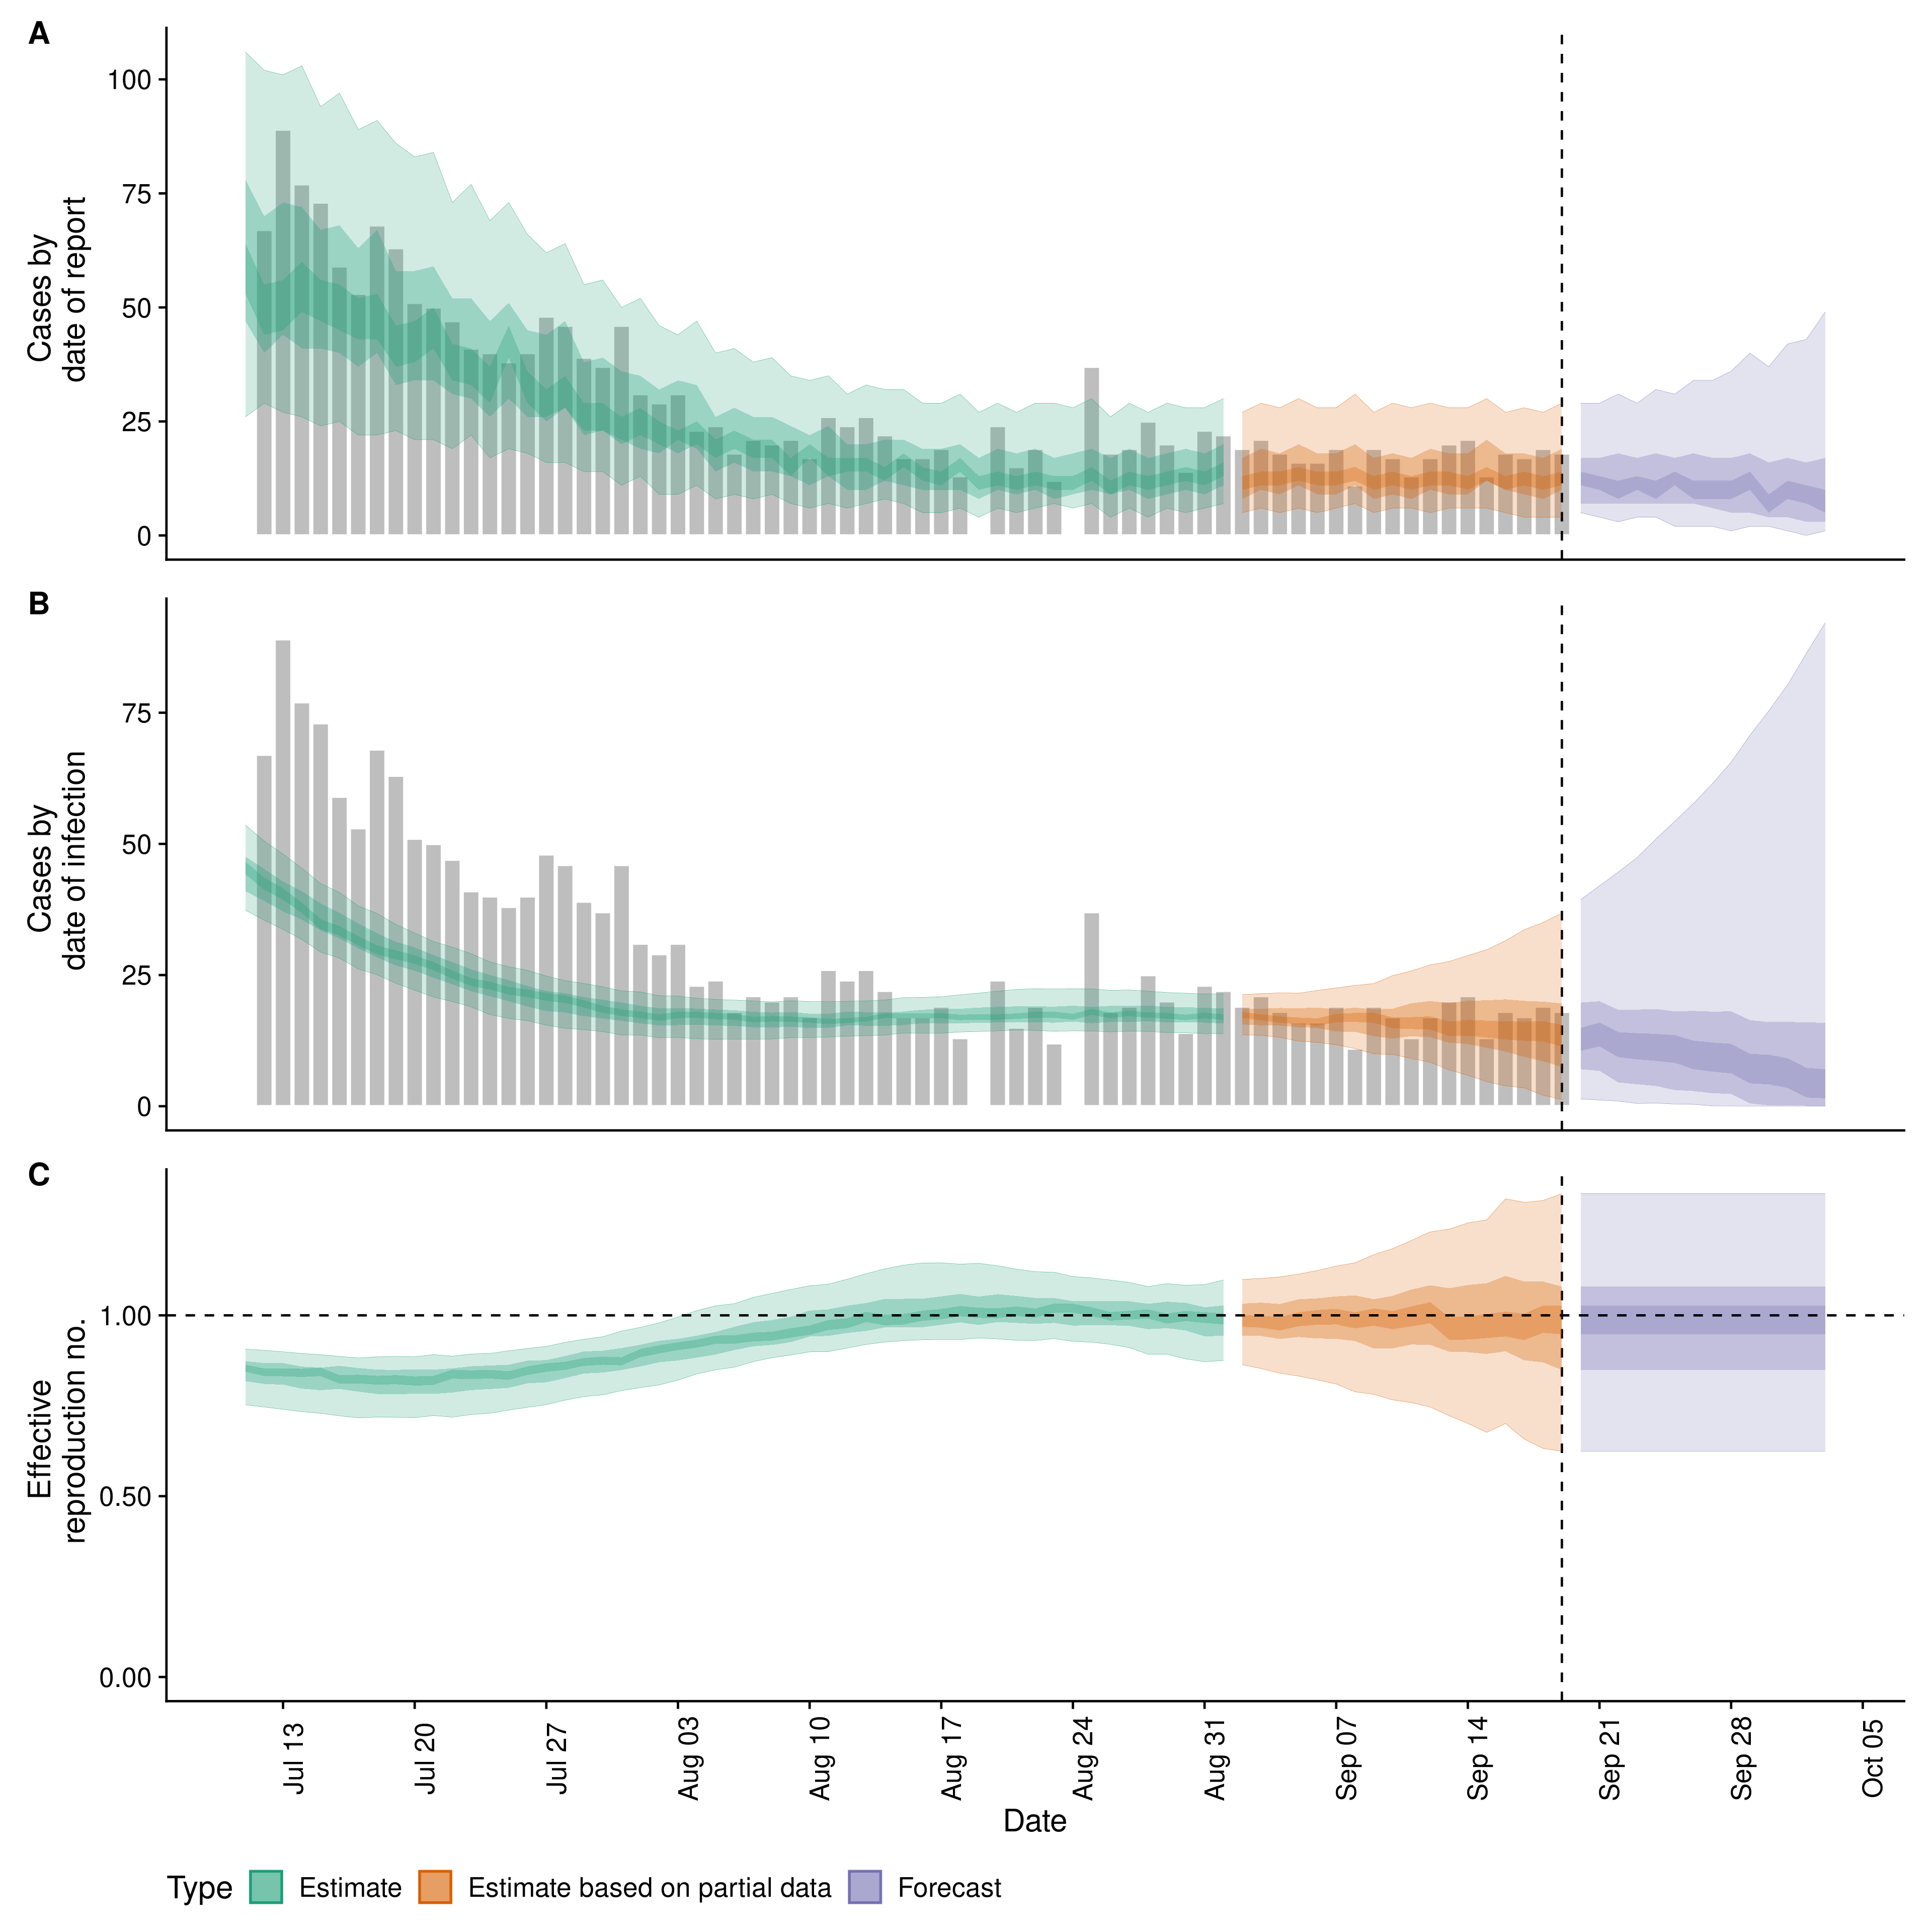 A
Cases by
date of report
100
75
50
25
0
B
Cases by
date of infection
75
50
25
0
C
Effective
reproduction no.
1.00
0.50
0.00
Jul 13
Jul 20
Jul 27
Aug 03
Aug 10
Aug 17
Aug 24
Aug 31
Sep 07
Sep 14
Sep 21
Sep 28
Oct 05
Date
Type Estimate Estimate based on partial data Forecast